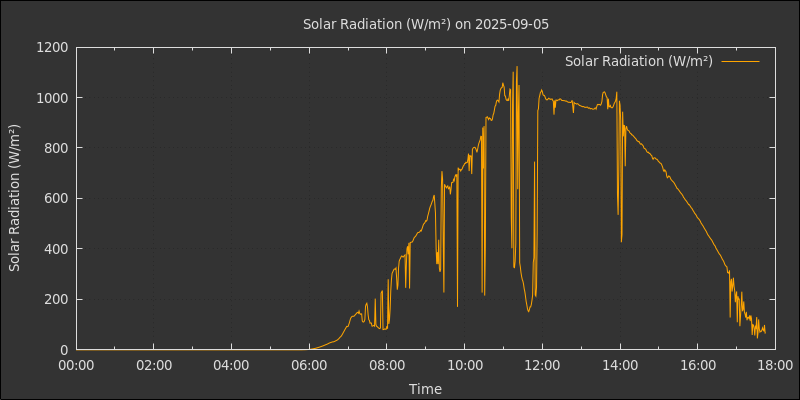 Solar Radiation (W/m²) on 2025-09-05
Solar Radiation (W/m²)
Solar Radiation (W/m²)
1200
1000
800
600
400
200
0
00:00 02:00 04:00 06:00 08:00 10:00 12:00 14:00 16:00 18:00
Time